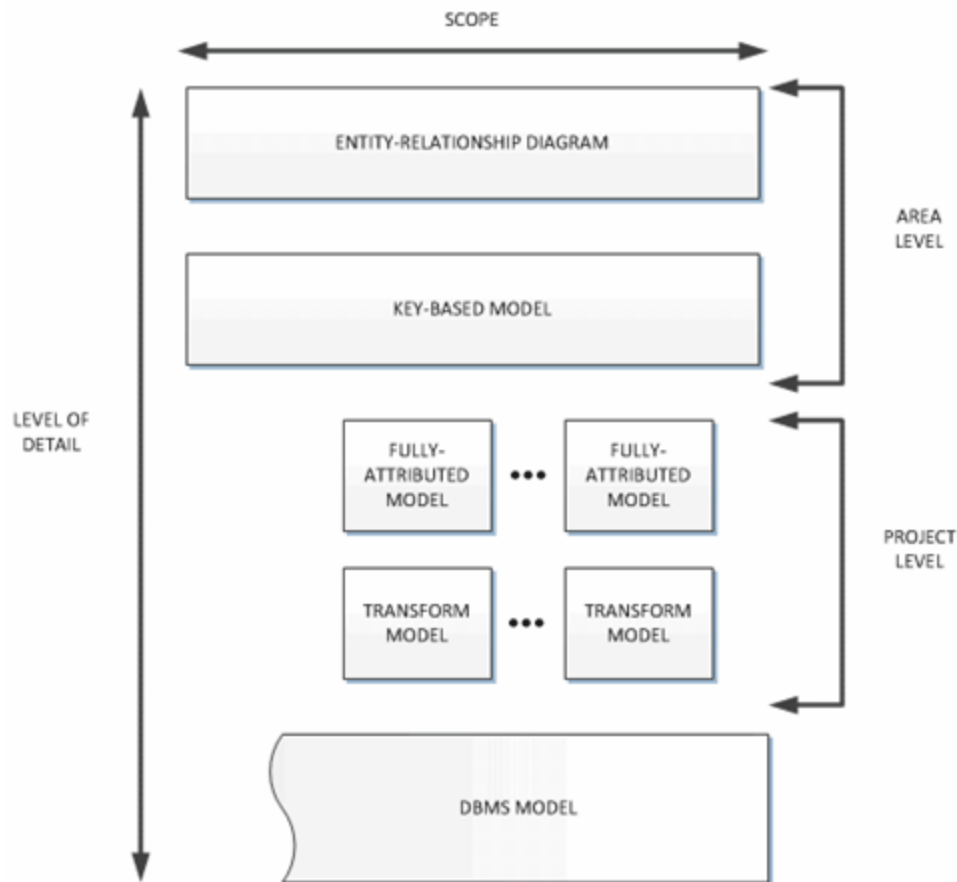 SCOPE
ENTITY-RELATIONSHIP DIAGRAM
AREA
LEVEL
KEY-BASED MODEL
LEVEL OF
DETAIL
FULLY-
ATTRIBUTED
MODEL
•••
FULLY-
ATTRIBUTED
MODEL
PROJECT
LEVEL
TRANSFORM
MODEL
•••
TRANSFORM
MODEL
DBMS MODEL